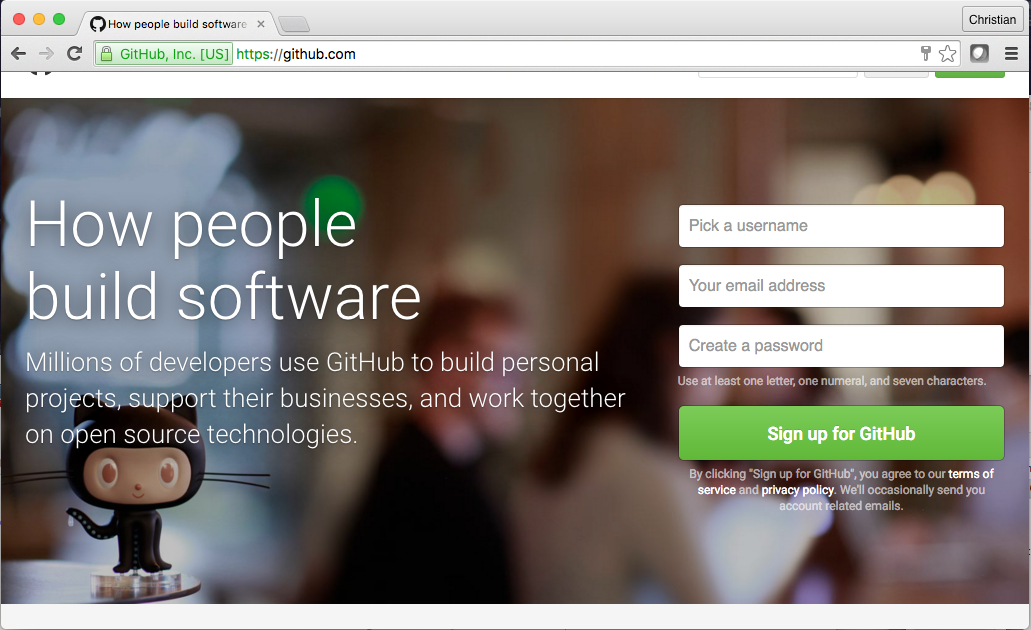 How people build software
Christian
GitHub, Inc. [US] https://github.com
How people
build software
Millions of developers use GitHub to build personal
projects, support their businesses, and work together
on open source technologies.
Pick a username
Your email address
Create a password
Use at least one letter, one numeral, and seven characters.
Sign up for GitHub
By clicking "Sign up for GitHub", you agree to our terms of
service and privacy policy. We'll occasionally send you
account related emails.